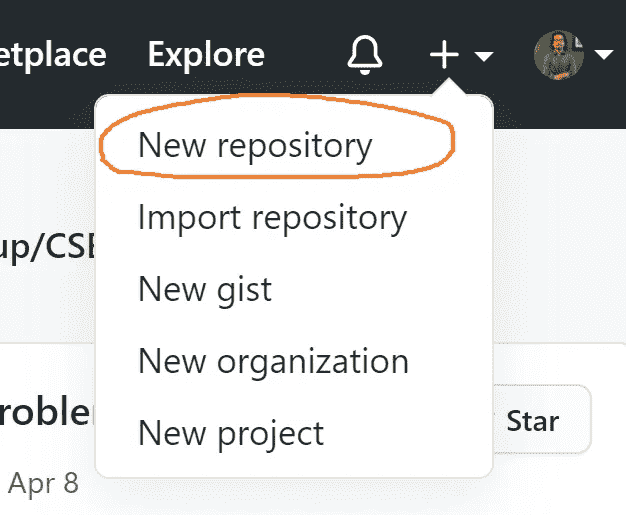 etplace Explore
New repository
Import repository
up/CSE
New gist
New organization
roble
Star
New project
Apr 8